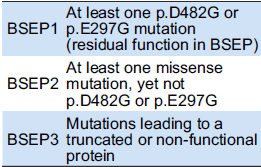 At least one p.D482G or
BSEP1 p.E297G mutation
(residual function in BSEP)
At least one missense
BSEP2 mutation, yet not
p.D482G or p.E297G
Mutations leading to a
BSEP3 truncated or non-functional
protein